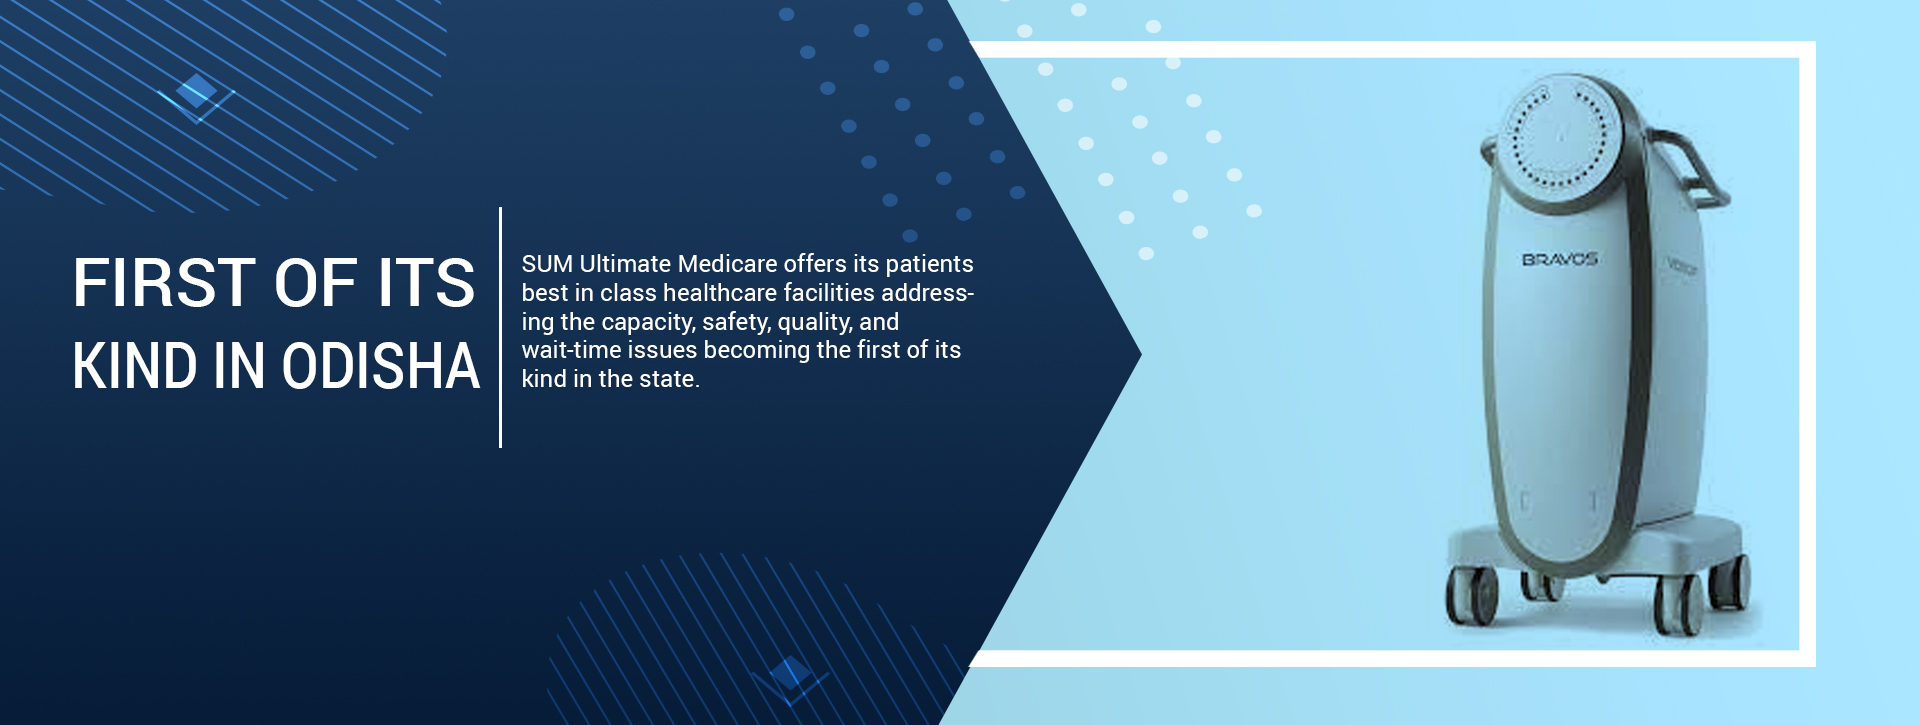 FIRST OF ITS
KIND IN ODISHA
SUM Ultimate Medicare offers its patients
best in class healthcare facilities address-
ing the capacity, safety, quality, and
wait-time issues becoming the first of its
kind in the state.
BRAVOS